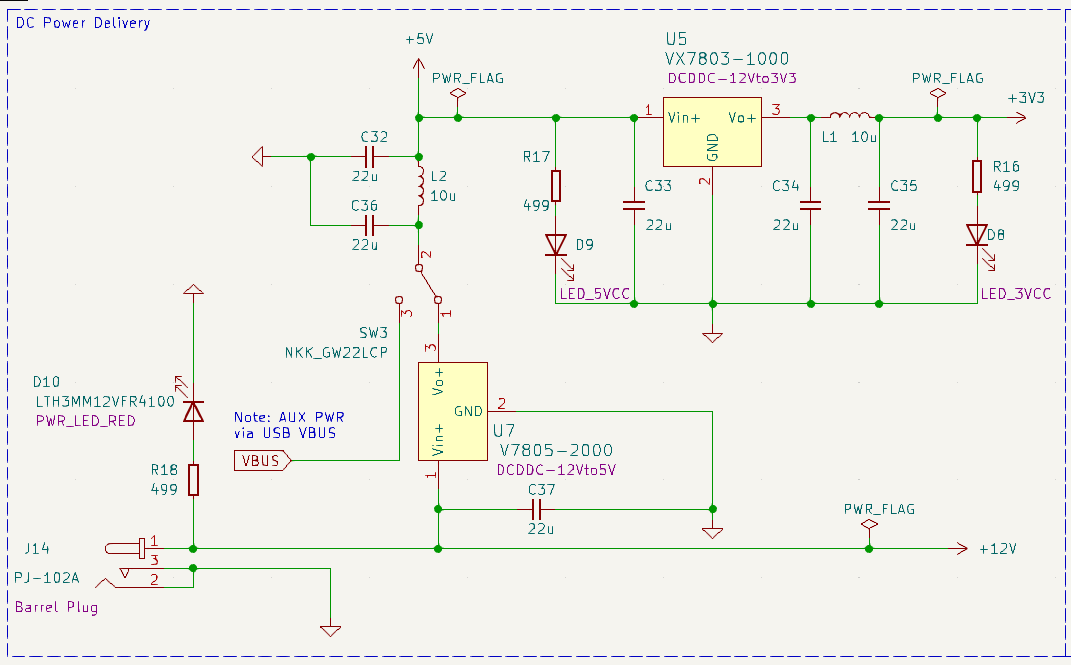 DC Power Delivery
+5V
PWR_FLAG
U5
VX7803-1000
DCDDC-12Vto3V3
PWR_FLAG
+3V3
1
Vin+
Vo+
3
GND
2
L1 10u
C32
22u
L2
10u
C36
22u
R17
499
C33
22u
C34
22u
C35
22u
R16
499
D9
LED_5VCC
D8
LED_3VCC
2
3
1
SW3
NKK_GW22LCP
3
Vo+
GND
2
Vin+
1
U7
V7805-2000
DCDDC-12Vto5V
D10
LTH3MM12VFR4100
PWR_LED_RED
Note: AUX PWR
via USB VBUS
VBUS
R18
499
C37
22u
PWR_FLAG
+12V
J14
1
3
2
PJ-102A
Barrel Plug